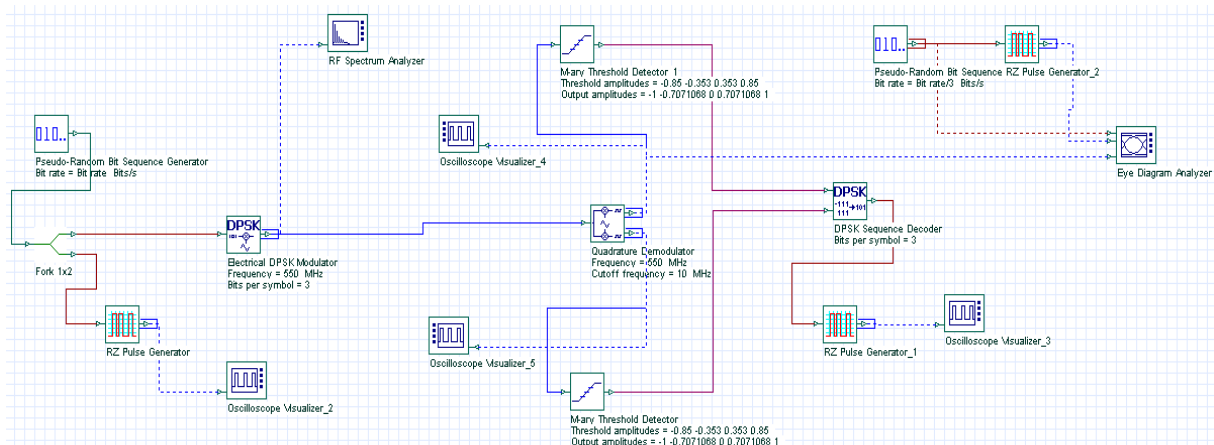 RF Spectrum Analyzer
M-ary Threshold Detector 1
Threshold amplitudes = -0.85 -0.353 0.353 0.85
Output amplitudes = -1 -0.7071068 0 0.7071068 1
010..
Pseudo-Random Bit Sequence
Bit rate = Bit rate/3 Bits/s
RZ Pulse Generator_2
Eye Diagram Analyzer
010..
Pseudo-Random Bit Sequence Generator
Bit rate = Bit rate Bits/s
Oscilloscope Visualizer_4
Fork 1x2
DPSK
Electrical DPSK Modulator
Frequency = 550 MHz
Bits per symbol = 3
Quadrature Demodulator
Frequency = 550 MHz
Cutoff frequency = 10 MHz
DPSK
-111
111 →101
DPSK Sequence Decoder
Bits per symbol = 3
RZ Pulse Generator
Oscilloscope Visualizer_2
Oscilloscope Visualizer_5
RZ Pulse Generator_1
Oscilloscope Visualizer_3
M-ary Threshold Detector
Threshold amplitudes = -0.85 -0.353 0.353 0.85
Output amplitudes = -1 -0.7071068 0 0.7071068 1